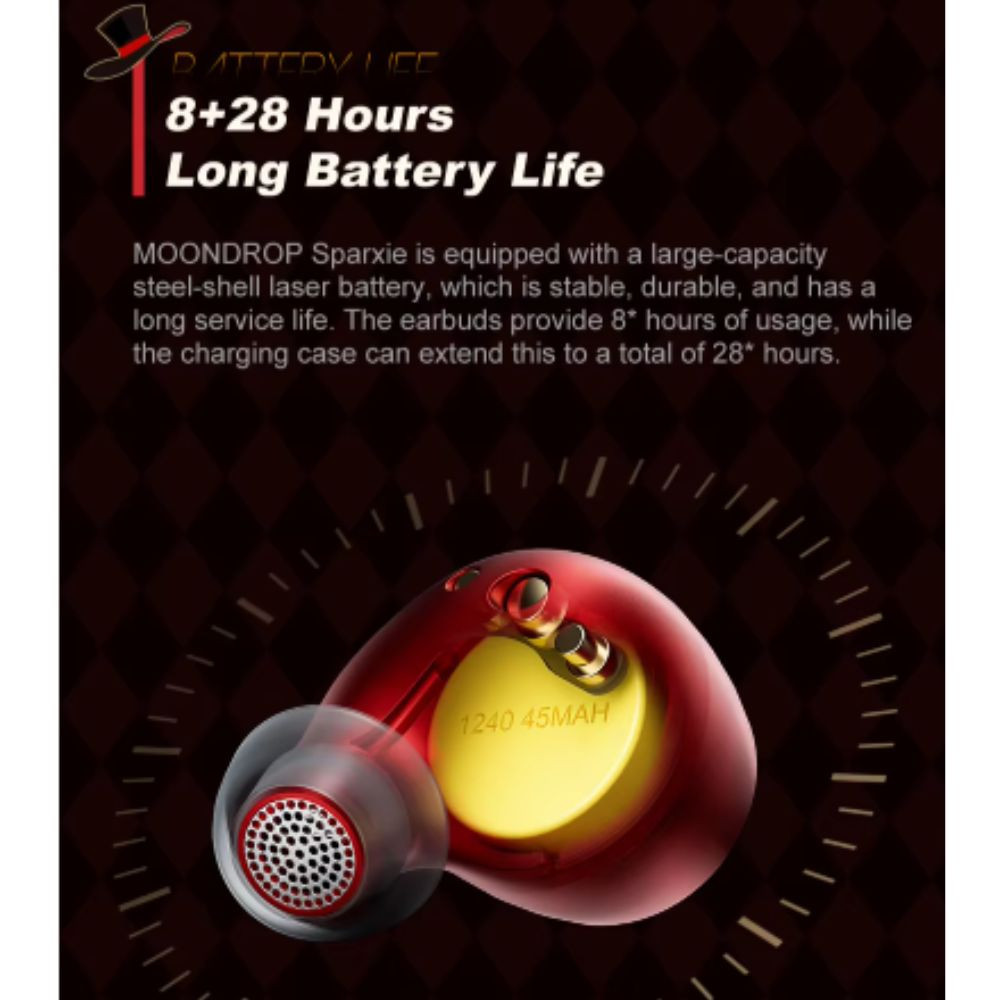 BATTERY LIFE
8+28 Hours
Long Battery Life
MOONDROP Sparxie is equipped with a large-capacity
steel-shell laser battery, which is stable, durable, and has a
long service life. The earbuds provide 8* hours of usage, while
the charging case can extend this to a total of 28* hours.
1240 45MAH